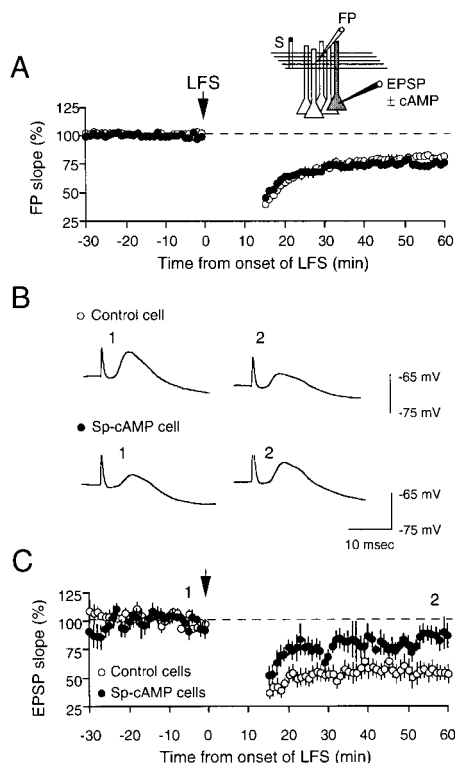 A
S
FP
EPSP
± cAMP
LFS
FP slope (%)
125
100
75
50
25
-30 -20 -10 0 10 20 30 40 50 60
Time from onset of LFS (min)
B
○ Control cell
1
2
-65 mV
-75 mV
● Sp-cAMP cell
1
2
-65 mV
-75 mV
10 msec
C
EPSP slope (%)
125
100
75
50
25
1
2
○ Control cells
● Sp-cAMP cells
-30 -20 -10 0 10 20 30 40 50 60
Time from onset of LFS (min)